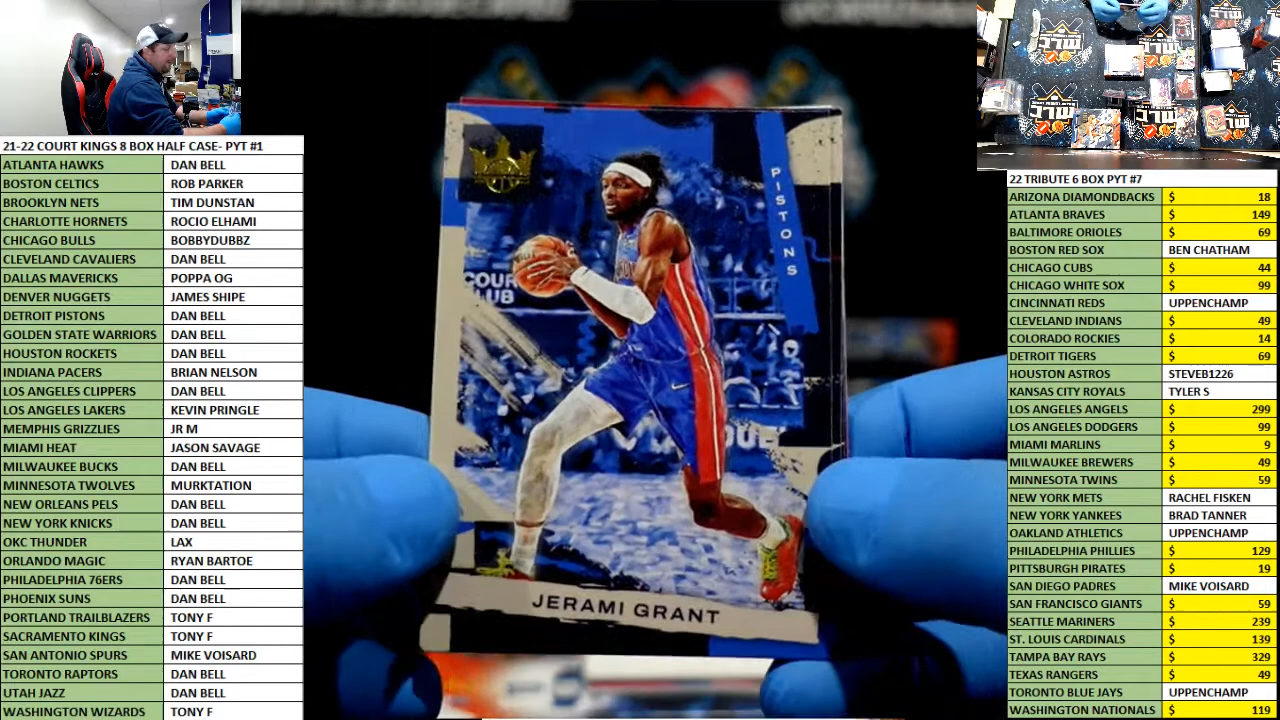 21-22 COURT KINGS 8 BOX HALF CASE- PYT #1
ATLANTA HAWKS DAN BELL
BOSTON CELTICS ROB PARKER
BROOKLYN NETS TIM DUNSTAN
CHARLOTTE HORNETS ROCIO ELHAMI
CHICAGO BULLS BOBBYDUBBZ
CLEVELAND CAVALIERS DAN BELL
DALLAS MAVERICKS POPPA OG
DENVER NUGGETS JAMES SHIPE
DETROIT PISTONS DAN BELL
GOLDEN STATE WARRIORS DAN BELL
HOUSTON ROCKETS DAN BELL
INDIANA PACERS BRIAN NELSON
LOS ANGELES CLIPPERS DAN BELL
LOS ANGELES LAKERS KEVIN PRINGLE
MEMPHIS GRIZZLIES JR M
MIAMI HEAT JASON SAVAGE
MILWAUKEE BUCKS DAN BELL
MINNESOTA TWOLVES MURKTATION
NEW ORLEANS PELS DAN BELL
NEW YORK KNICKS DAN BELL
OKC THUNDER LAX
ORLANDO MAGIC RYAN BARTOE
PHILADELPHIA 76ERS DAN BELL
PHOENIX SUNS DAN BELL
PORTLAND TRAILBLAZERS TONY F
SACRAMENTO KINGS TONY F
SAN ANTONIO SPURS MIKE VOISARD
TORONTO RAPTORS DAN BELL
UTAH JAZZ DAN BELL
WASHINGTON WIZARDS TONY F
PISTONS
COUR
LUB
JERAMI GRANT
22 TRIBUTE 6 BOX PYT #7
ARIZONA DIAMONDBACKS $ 18
ATLANTA BRAVES $ 149
BALTIMORE ORIOLES $ 69
BOSTON RED SOX BEN CHATHAM
CHICAGO CUBS $ 44
CHICAGO WHITE SOX $ 99
CINCINNATI REDS UPPENCHAMP
CLEVELAND INDIANS $ 49
COLORADO ROCKIES $ 14
DETROIT TIGERS $ 69
HOUSTON ASTROS STEVEB1226
KANSAS CITY ROYALS TYLER S
LOS ANGELES ANGELS $ 299
LOS ANGELES DODGERS $ 99
MIAMI MARLINS $ 9
MILWAUKEE BREWERS $ 49
MINNESOTA TWINS $ 59
NEW YORK METS RACHEL FISKEN
NEW YORK YANKEES BRAD TANNER
OAKLAND ATHLETICS UPPENCHAMP
PHILADELPHIA PHILLIES $ 129
PITTSBURGH PIRATES $ 19
SAN DIEGO PADRES MIKE VOISARD
SAN FRANCISCO GIANTS $ 59
SEATTLE MARINERS $ 239
ST. LOUIS CARDINALS $ 139
TAMPA BAY RAYS $ 329
TEXAS RANGERS $ 49
TORONTO BLUE JAYS UPPENCHAMP
WASHINGTON NATIONALS $ 119